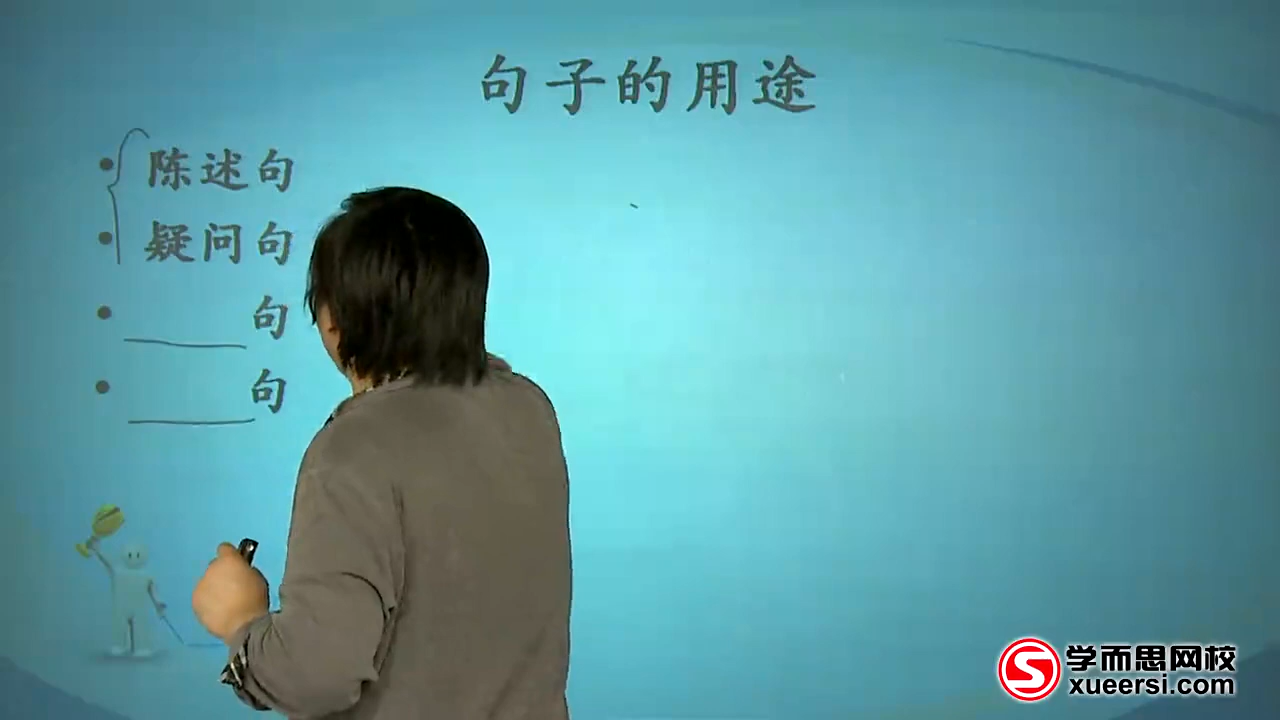 句子的用途
陈述句
疑问句
句
句
学而思网校
xueersi.com